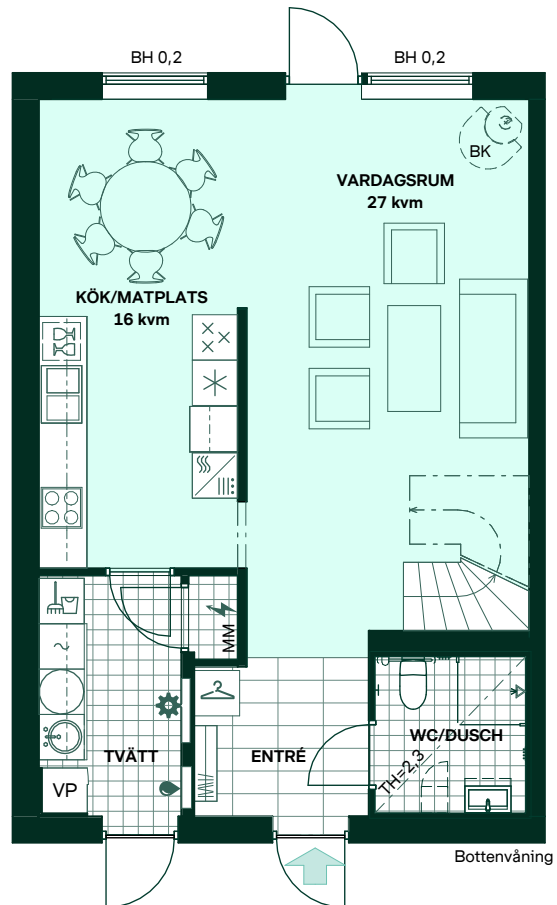 BH 0,2
BH 0,2
BK
VARDAGSRUM
27 kvm
KÖK/MATPLATS
16 kvm
MM
TVÄTT
ENTRÉ
WC/DUSCH
TH=2,3
VP
Bottenvåning